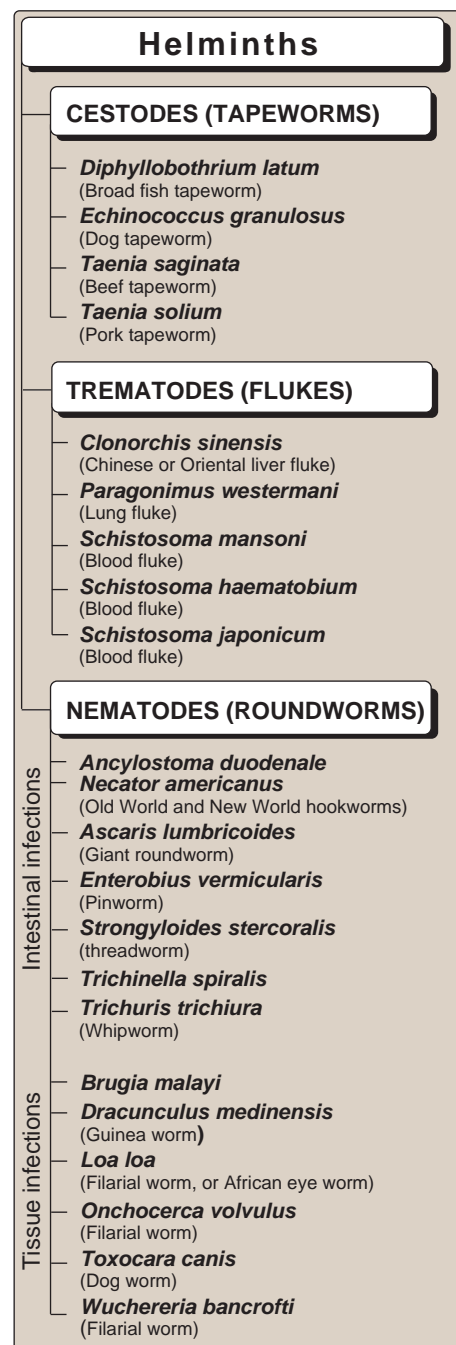 Helminths
CESTODES (TAPEWORMS)
Diphyllobothrium latum
(Broad fish tapeworm)
Echinococcus granulosus
(Dog tapeworm)
Taenia saginata
(Beef tapeworm)
Taenia solium
(Pork tapeworm)
TREMATODES (FLUKES)
Clonorchis sinensis
(Chinese or Oriental liver fluke)
Paragonimus westermani
(Lung fluke)
Schistosoma mansoni
(Blood fluke)
Schistosoma haematobium
(Blood fluke)
Schistosoma japonicum
(Blood fluke)
NEMATODES (ROUNDWORMS)
Intestinal infections
Ancylostoma duodenale
Necator americanus
(Old World and New World hookworms)
Ascaris lumbricoides
(Giant roundworm)
Enterobius vermicularis
(Pinworm)
Strongyloides stercoralis
(threadworm)
Trichinella spiralis
Trichuris trichiura
(Whipworm)
Tissue infections
Brugia malayi
Dracunculus medinensis
(Guinea worm)
Loa loa
(Filarial worm, or African eye worm)
Onchocerca volvulus
(Filarial worm)
Toxocara canis
(Dog worm)
Wuchereria bancrofti
(Filarial worm)